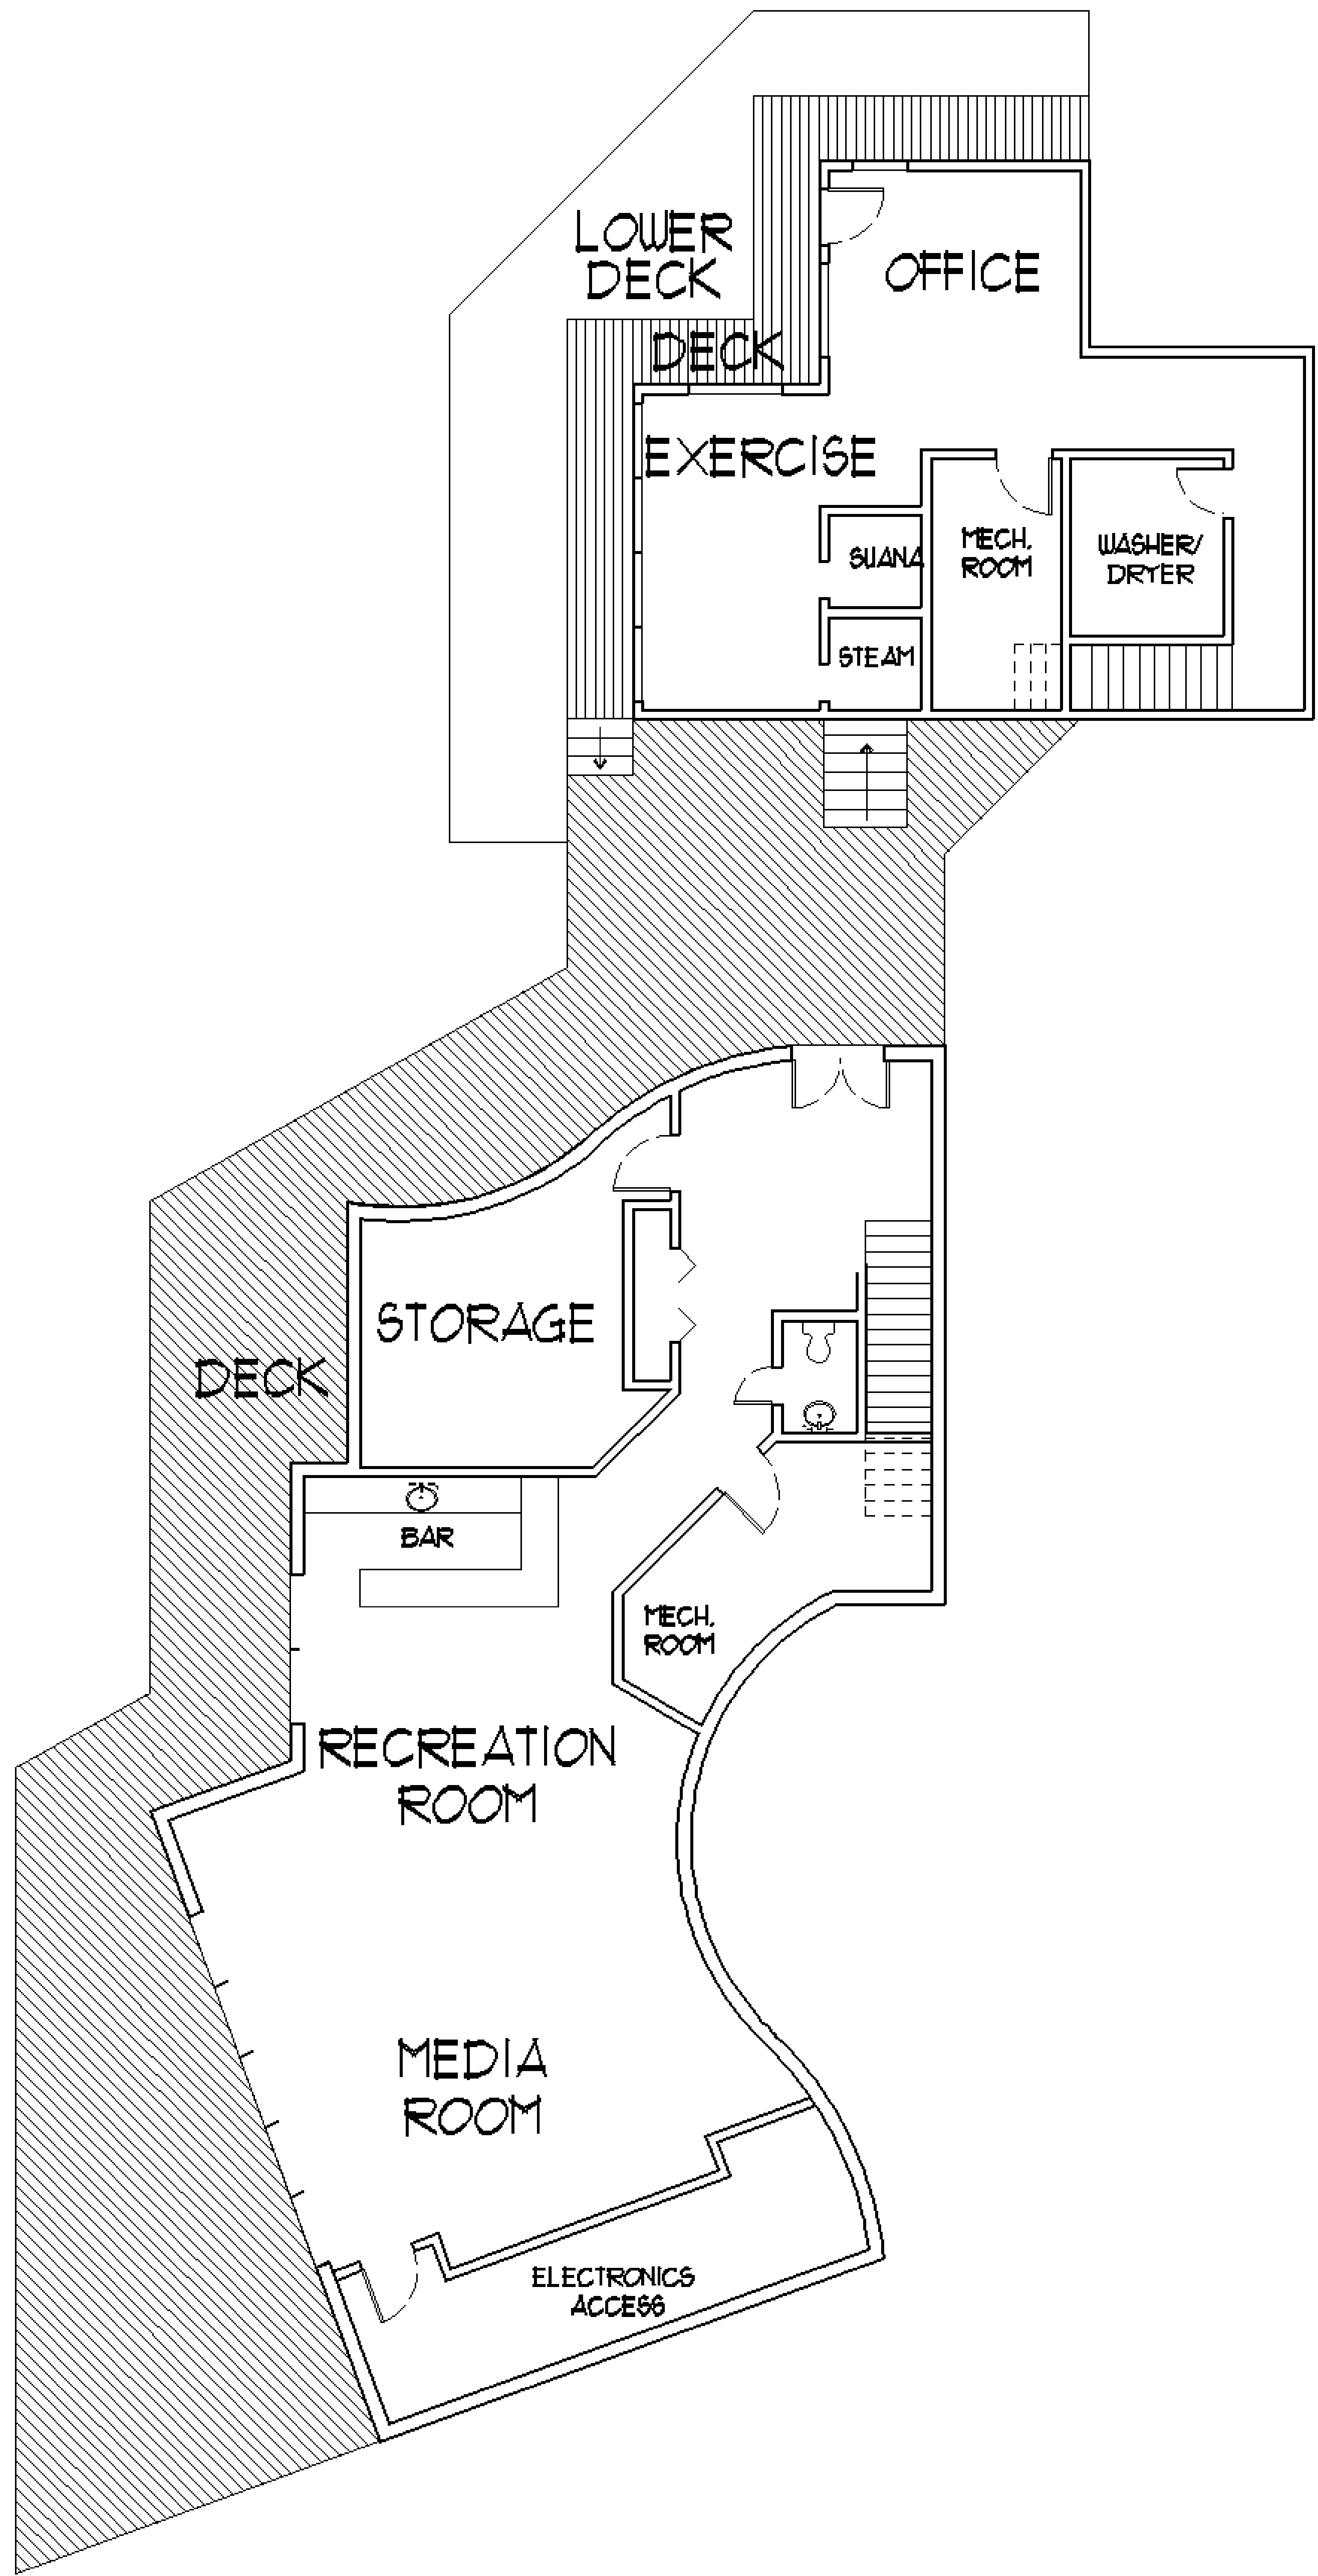 LOWER
DECK
OFFICE
DECK
EXERCISE
SUANA
MECH.
ROOM
WASHER/
DRYER
STEAM
STORAGE
DECK
BAR
MECH.
ROOM
RECREATION
ROOM
MEDIA
ROOM
ELECTRONICS
ACCESS